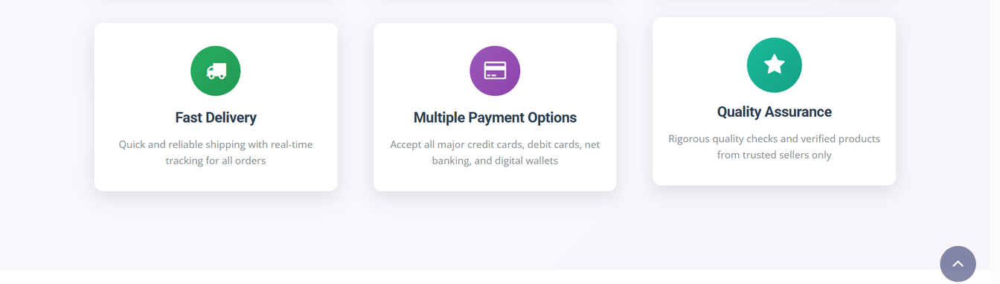 Fast Delivery
Quick and reliable shipping with real-time
tracking for all orders
Multiple Payment Options
Accept all major credit cards, debit cards, net
banking, and digital wallets
Quality Assurance
Rigorous quality checks and verified products
from trusted sellers only